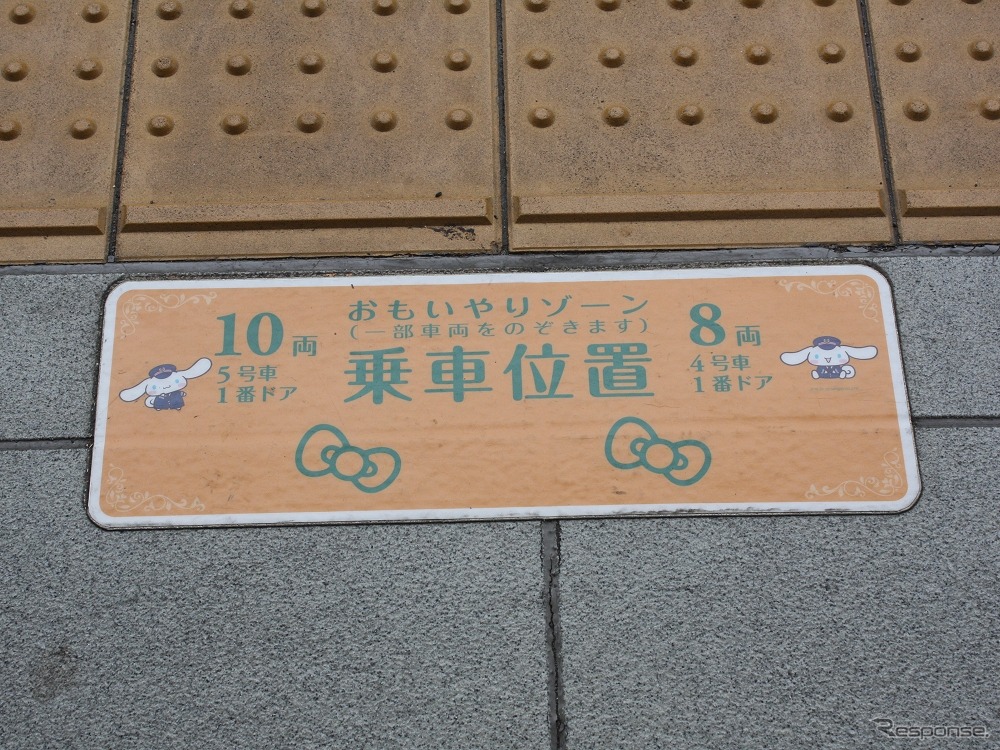 おもいやりゾーン
(一部車両をのぞきます)
乗車位置
10両
5号車
1番ドア
8両
4号車
1番ドア
Response.